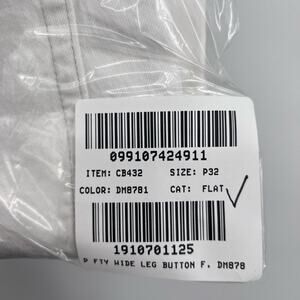 099107424911
ITEM: CB432 SIZE: P32
COLOR: DM8781 CAT: FLAT
1910701125
P FTY WIDE LEG BUTTON F. DM878